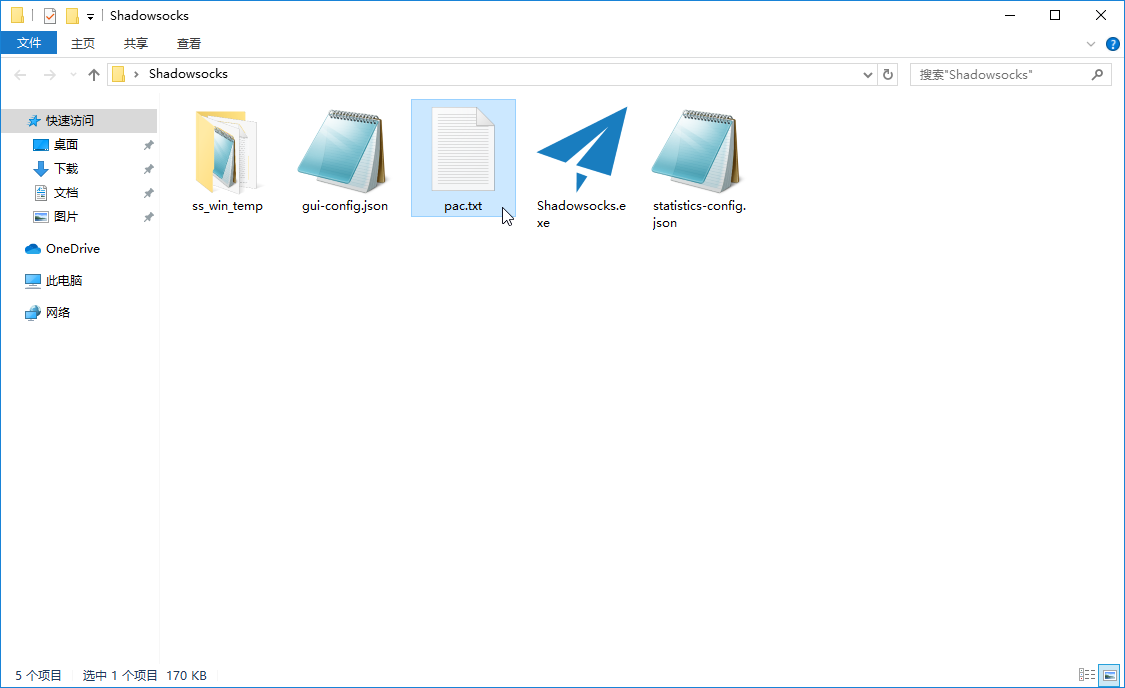 Shadowsocks
文件 主页 共享 查看
Shadowsocks
搜索"Shadowsocks"
快速访问
桌面
下载
文档
图片
OneDrive
此电脑
网络
ss_win_temp
gui-config.json
pac.txt
Shadowsocks.e
xe
statistics-config.
json
5 个项目 选中 1 个项目 170 KB